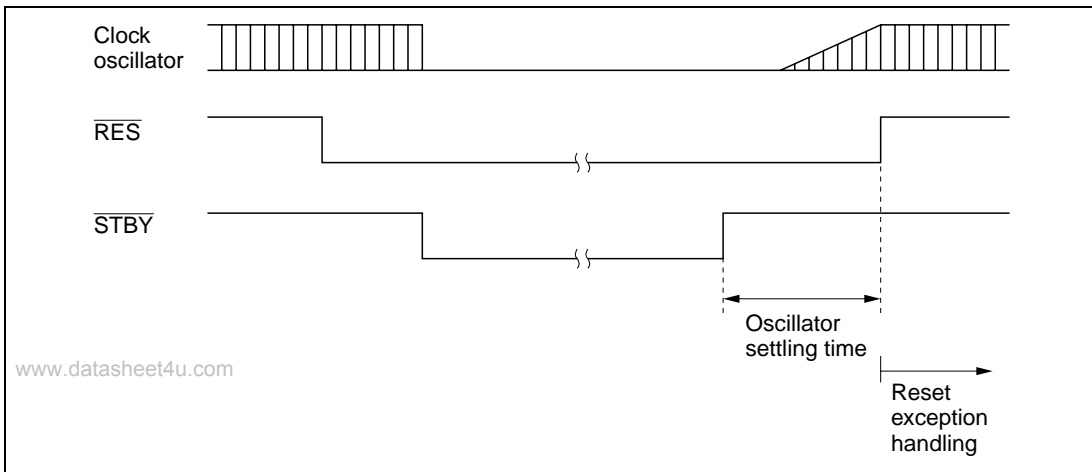 Clock
oscillator
RES
STBY
Oscillator
settling time
www.datasheet4u.com
Reset
exception
handling